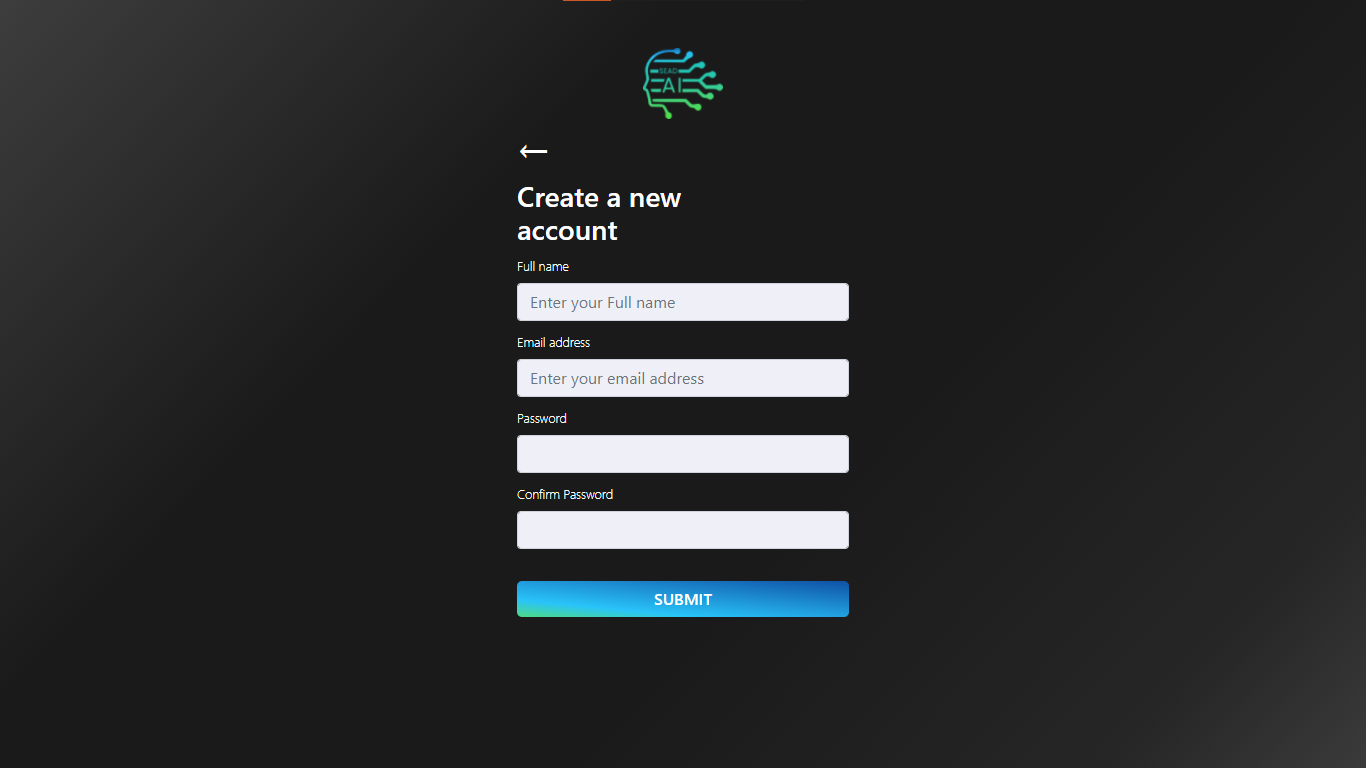 SEAD
AI
Create a new
account
Full name
Enter your Full name
Email address
Enter your email address
Password
Confirm Password
SUBMIT